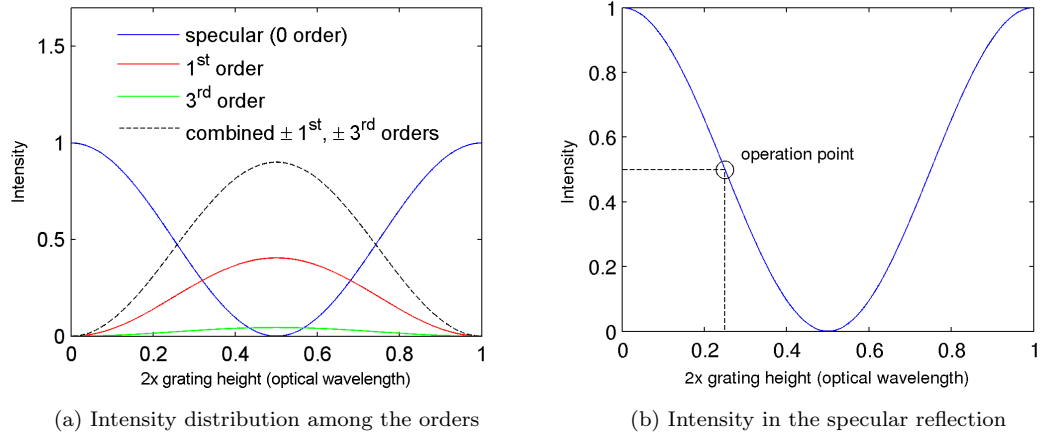 specular (0 order)
1st order
3rd order
combined ± 1st, ± 3rd orders
1.5
1
0.5
0
Intensity
0 0.2 0.4 0.6 0.8 1
2x grating height (optical wavelength)
(a) Intensity distribution among the orders
1
0.8
0.6
0.4
0.2
0
Intensity
operation point
0 0.2 0.4 0.6 0.8 1
2x grating height (optical wavelength)
(b) Intensity in the specular reflection